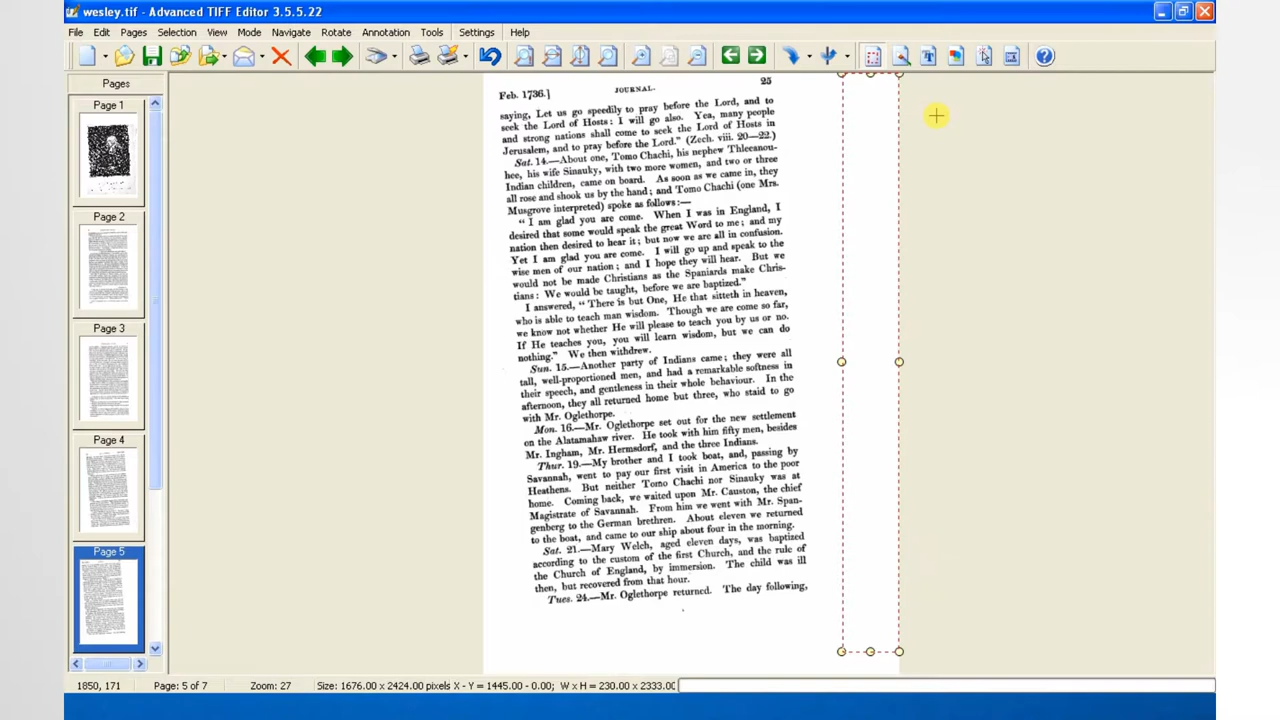 wesley.tif - Advanced TIFF Editor 3.5.5.22
File Edit Pages Selection View Mode Navigate Rotate Annotation Tools Settings Help
Pages
Page 1
Page 2
Page 3
Page 4
Page 5
Feb. 1736.] JOURNAL. 25
saying, Let us go speedily to pray before the Lord, and to
seek the Lord of Hosts: I will go also. Yea, many people
and strong nations shall come to seek the Lord of Hosts in
Jerusalem, and to pray before the Lord." (Zech. viii. 20—22.)
Sat. 14.—About one, Tomo Chachi, his nephew Thleeanou-
hee, his wife Sinauky, with two more women, and two or three
Indian children, came on board. As soon as we came in, they
all rose and shook us by the hand; and Tomo Chachi (one Mrs.
Musgrove interpreted) spoke as follows:—
" I am glad you are come. When I was in England, I
desired that some would speak the great Word to me; and my
nation then desired to hear it; but now we are all in confusion.
Yet I am glad you are come. I will go up and speak to the
wise men of our nation; and I hope they will hear. But we
would not be made Christians as the Spaniards make Chris-
tians: We would be taught, before we are baptized."
I answered, " There is but One, He that sitteth in heaven,
who is able to teach man wisdom. Though we are come so far,
we know not whether He will please to teach you by us or no.
If He teaches you, you will learn wisdom, but we can do
nothing." We then withdrew.
Sun. 15.—Another party of Indians came; they were all
tall, well-proportioned men, and had a remarkable softness in
their speech, and gentleness in their whole behaviour. In the
afternoon, they all returned home but three, who staid to go
with Mr. Oglethorpe.
Mon. 16.—Mr. Oglethorpe set out for the new settlement
on the Alatamahaw river. He took with him fifty men, besides
Mr. Ingham, Mr. Hermsdorf, and the three Indians.
Thur. 19.—My brother and I took boat, and, passing by
Savannah, went to pay our first visit in America to the poor
Heathens. But neither Tomo Chachi nor Sinauky was at
home. Coming back, we waited upon Mr. Causton, the chief
Magistrate of Savannah. From him we went with Mr. Span-
genberg to the German brethren. About eleven we returned
to the boat, and came to our ship about four in the morning.
Sat. 21.—Mary Welch, aged eleven days, was baptized
according to the custom of the first Church, and the rule of
the Church of England, by immersion. The child was ill
then, but recovered from that hour.
Tues. 24.—Mr. Oglethorpe returned. The day following,
1850, 171 Page: 5 of 7 Zoom: 27 Size: 1676.00 x 2424.00 pixels X - Y = 1445.00 - 0.00; W x H = 230.00 x 2333.00